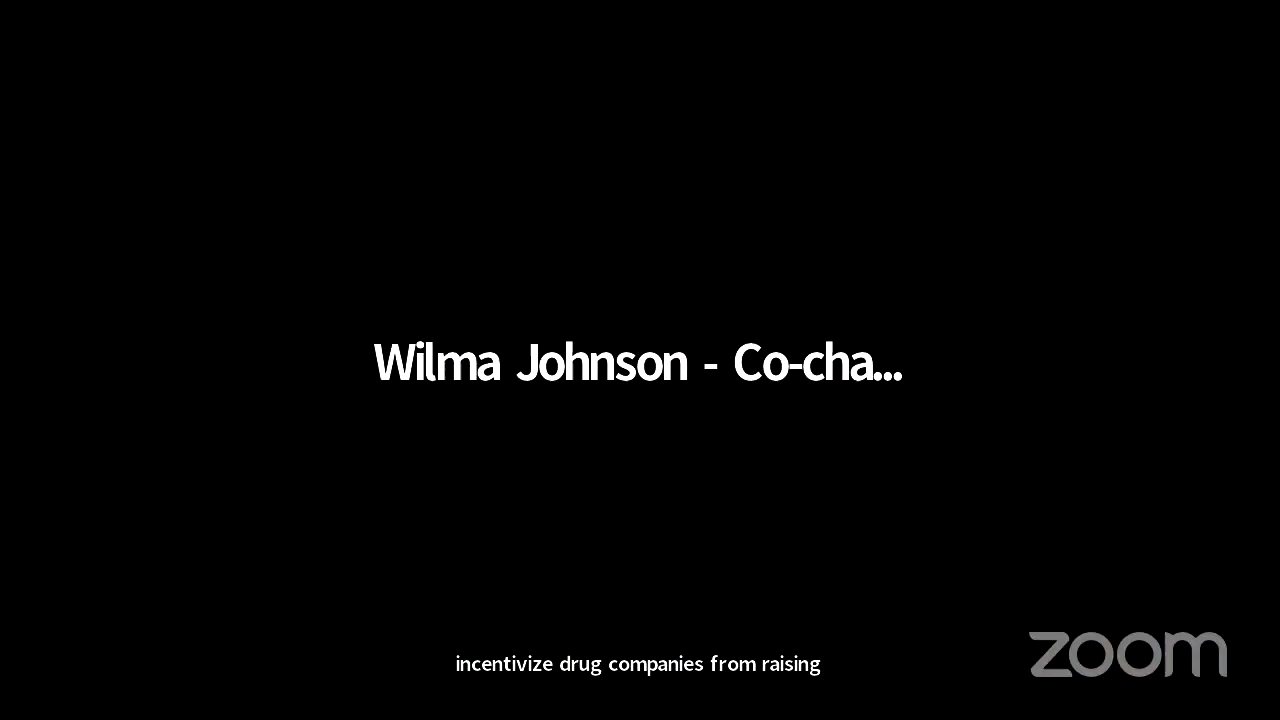 Wilma Johnson - Co-cha...
incentivize drug companies from raising
zoom